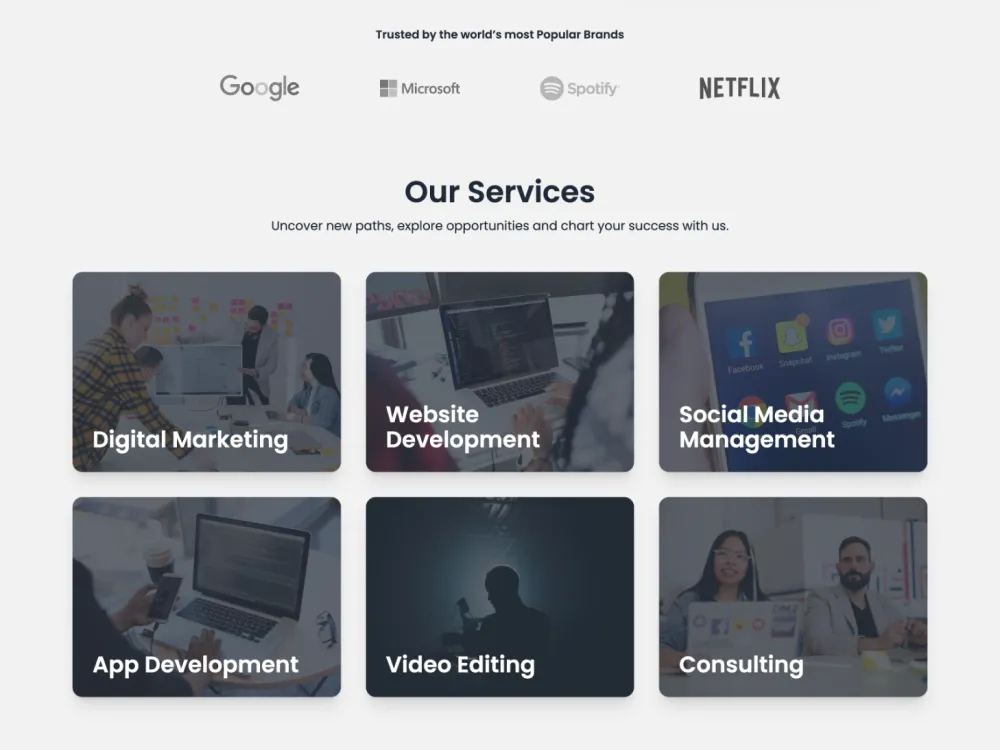 Trusted by the world's most Popular Brands
Google
Microsoft
Spotify
NETFLIX
Our Services
Uncover new paths, explore opportunities and chart your success with us.
Digital Marketing
Website
Development
Facebook
Snapchat
Instagram
Twitter
Gmail
Spotify
Messenger
Social Media
Management
App Development
Video Editing
Consulting